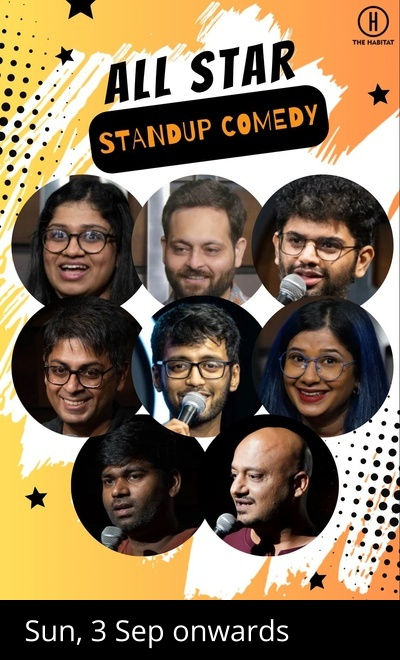 H
THE HABITAT
ALL STAR
STANDUP COMEDY
Sun, 3 Sep onwards